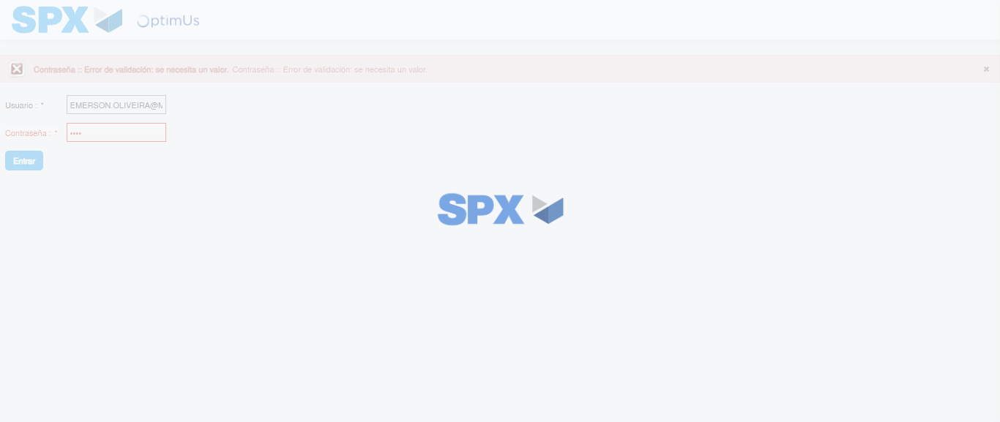 SPX OptimUs
Contraseña :: Error de validación: se necesita un valor. Contraseña :: Error de validación: se necesita un valor.
Usuario : * EMERSON.OLIVEIRA@M
Contraseña : * ••••
Entrar
SPX